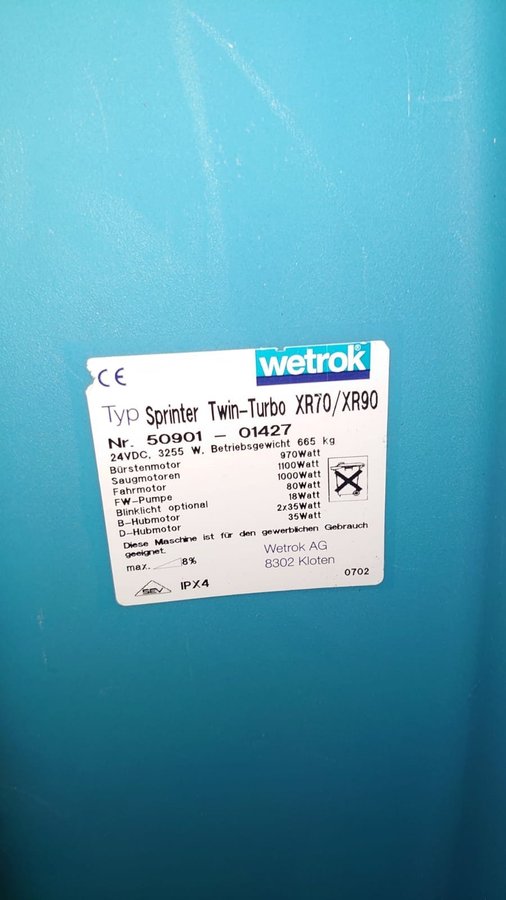 CE
wetrok®
Typ Sprinter Twin-Turbo XR70/XR90
Nr. 50901 - 01427
24VDC, 3255 W. Betriebsgewicht 665 kg
Bürstenmotor 970Watt
Saugmotoren 1100Watt
Fahrmotor 1000Watt
FW-Pumpe 80Watt
Blinklicht optional 18Watt
B-Hubmotor 2x35Watt
D-Hubmotor 35Watt
Diese Maschine ist für den gewerblichen Gebrauch
geeignet.
max. 8%
Wetrok AG
8302 Kloten
SEV IPX4
0702